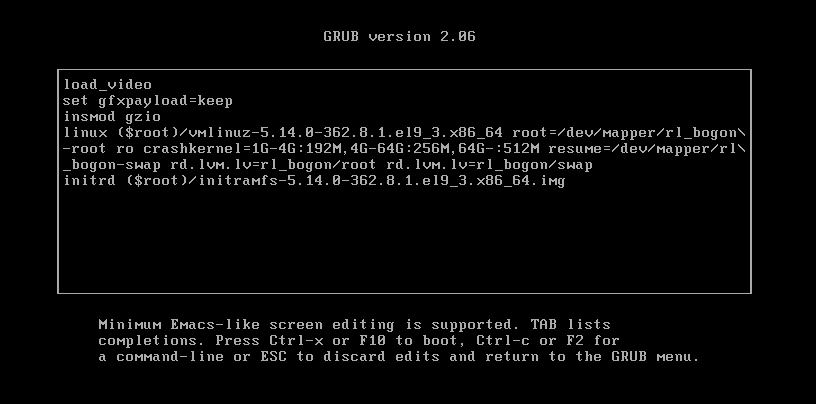 GRUB version 2.06
load_video
set gfxpayload=keep
insmod gzio
linux ($root)/vmlinuz-5.14.0-362.8.1.el9_3.x86_64 root=/dev/mapper/rl_bogon\
-root ro crashkernel=1G-4G:192M,4G-64G:256M,64G-:512M resume=/dev/mapper/rl\
_bogon-swap rd.lvm.lv=rl_bogon/root rd.lvm.lv=rl_bogon/swap
initrd ($root)/initramfs-5.14.0-362.8.1.el9_3.x86_64.img
Minimum Emacs-like screen editing is supported. TAB lists
completions. Press Ctrl-x or F10 to boot, Ctrl-c or F2 for
a command-line or ESC to discard edits and return to the GRUB menu.